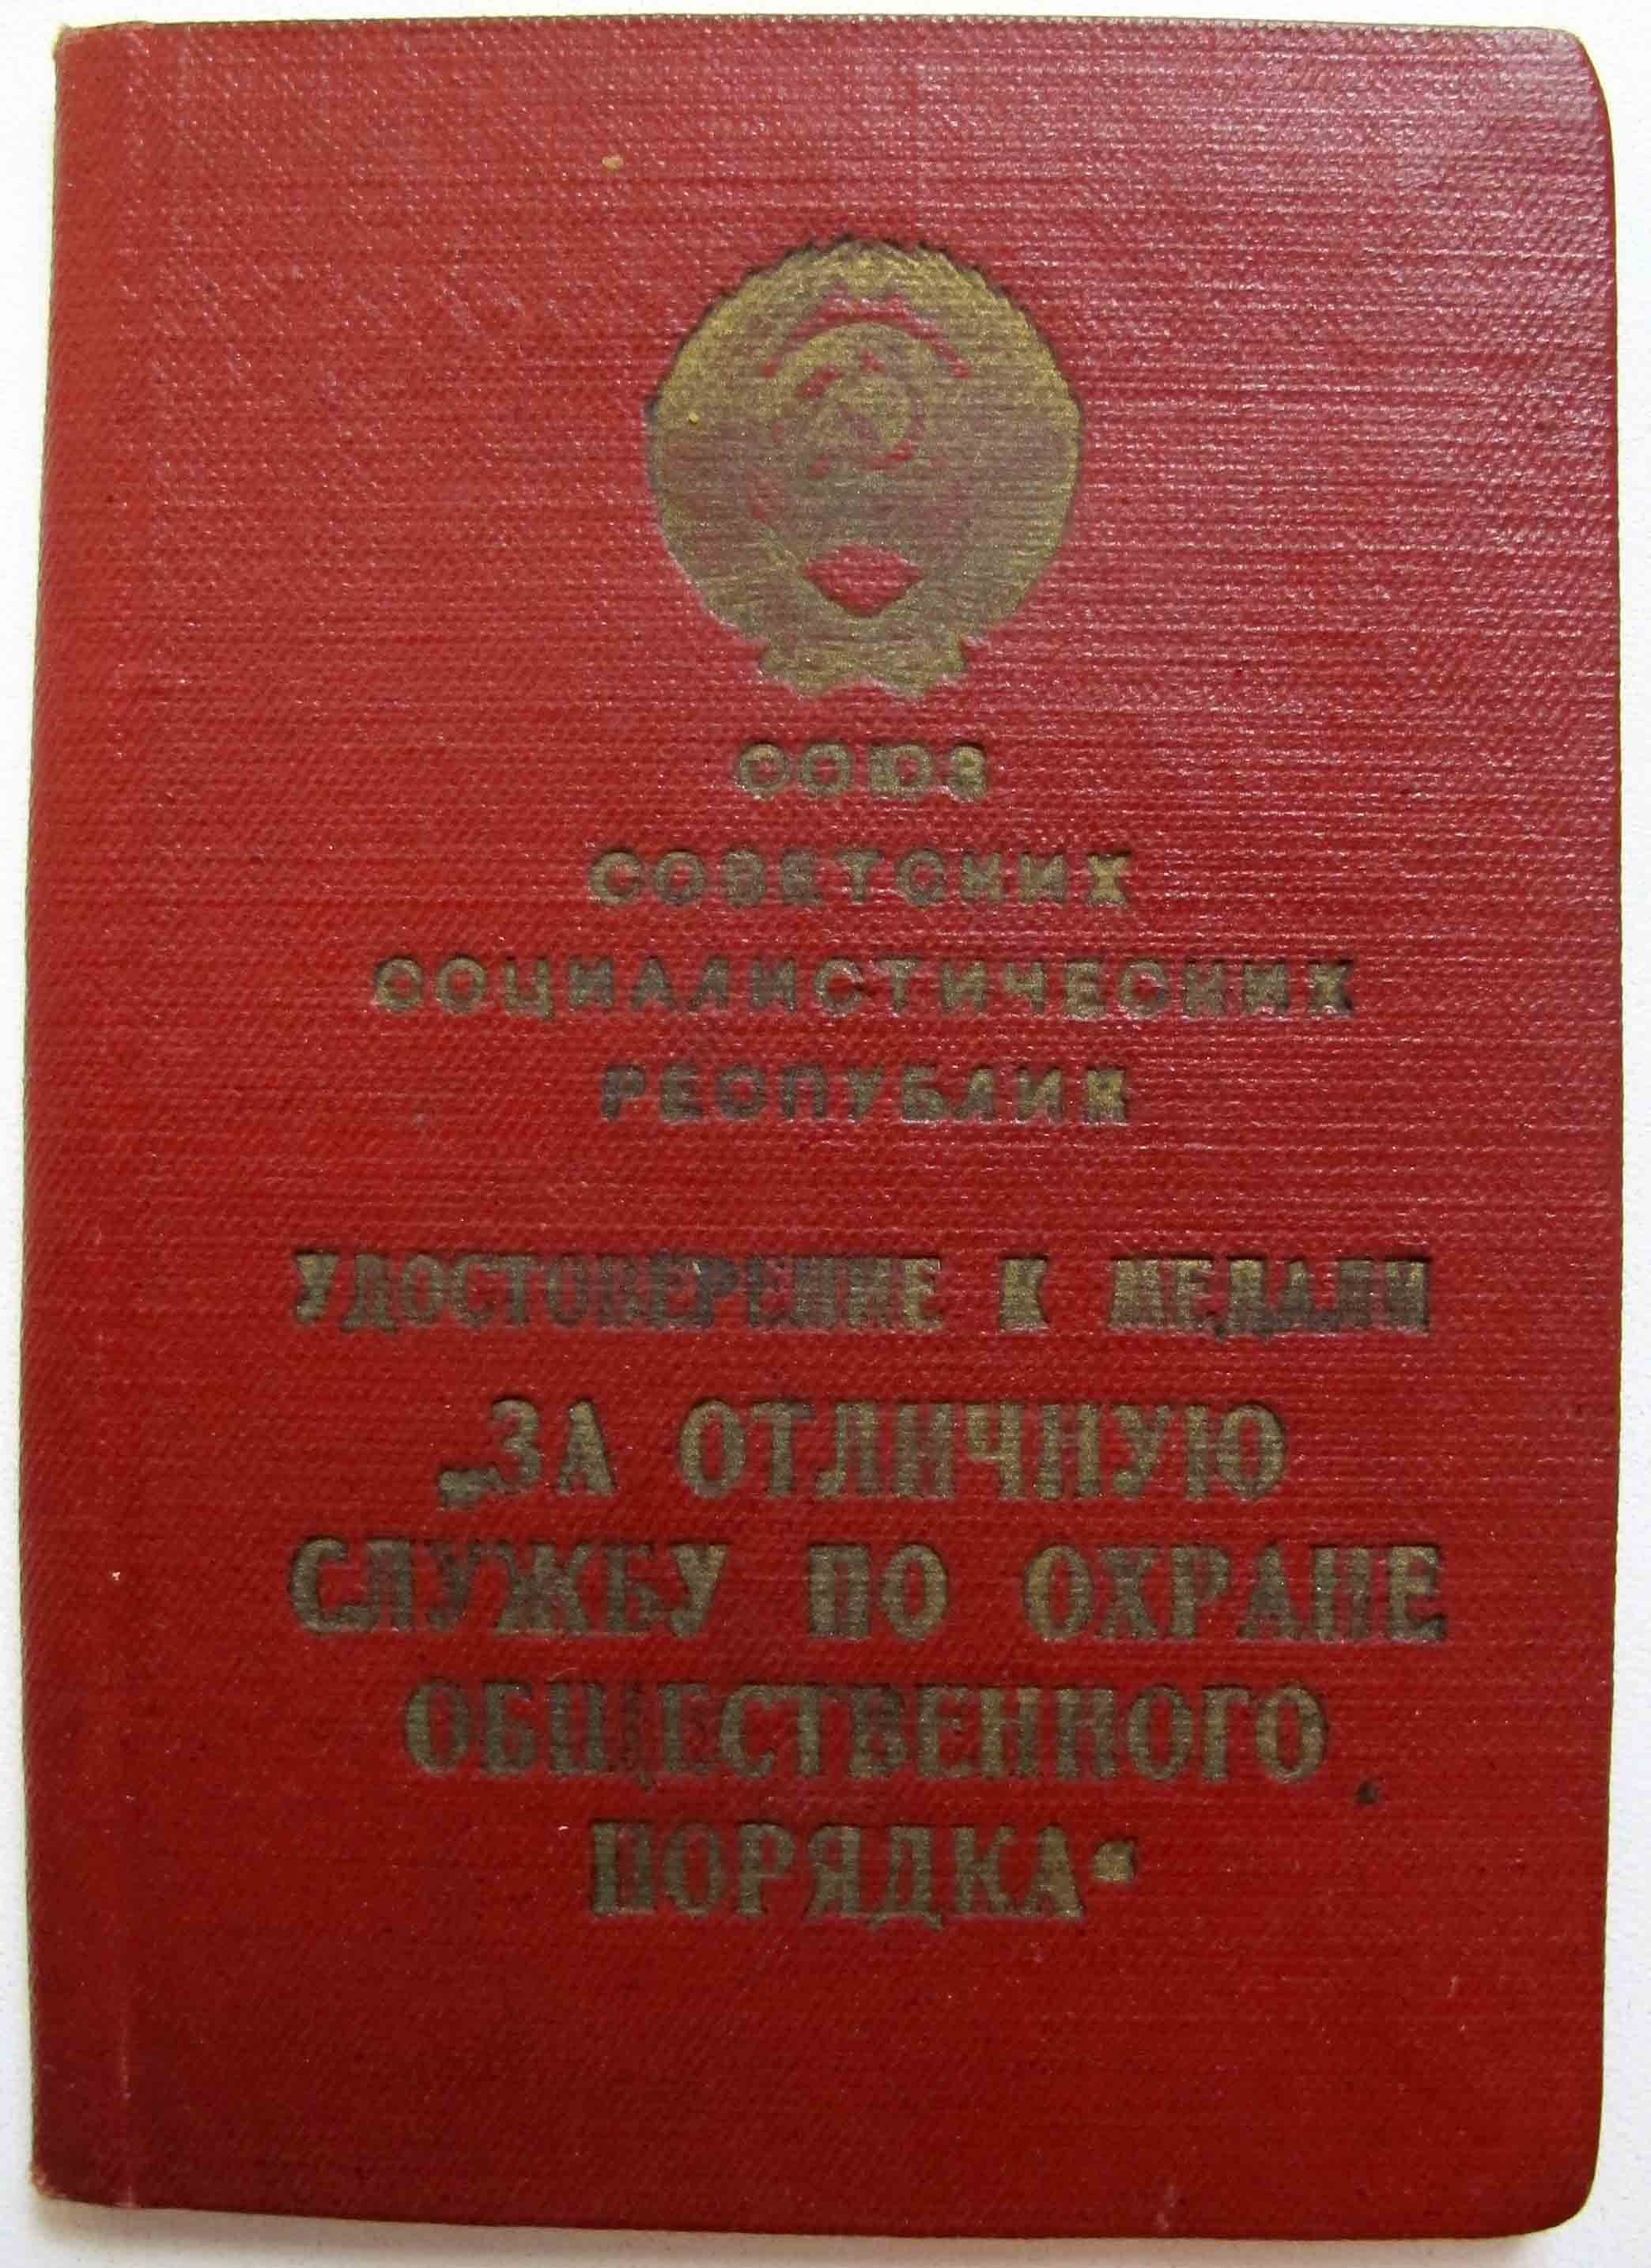 СОЮЗ
СОВЕТСКИХ
СОЦИАЛИСТИЧЕСКИХ
РЕСПУБЛИК
УДОСТОВЕРЕНИЕ К МЕДАЛИ
„ЗА ОТЛИЧНУЮ
СЛУЖБУ ПО ОХРАНЕ
ОБЩЕСТВЕННОГО
ПОРЯДКА“